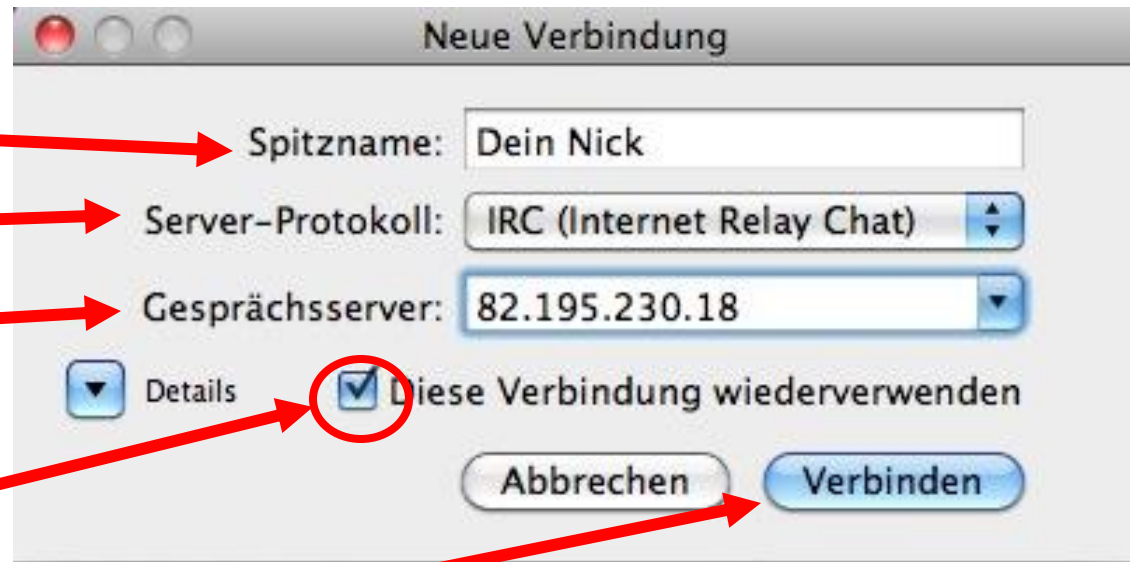 Neue Verbindung
Spitzname: Dein Nick
Server-Protokoll: IRC (Internet Relay Chat)
Gesprächsserver: 82.195.230.18
Details Diese Verbindung wiederverwenden
Abbrechen Verbinden